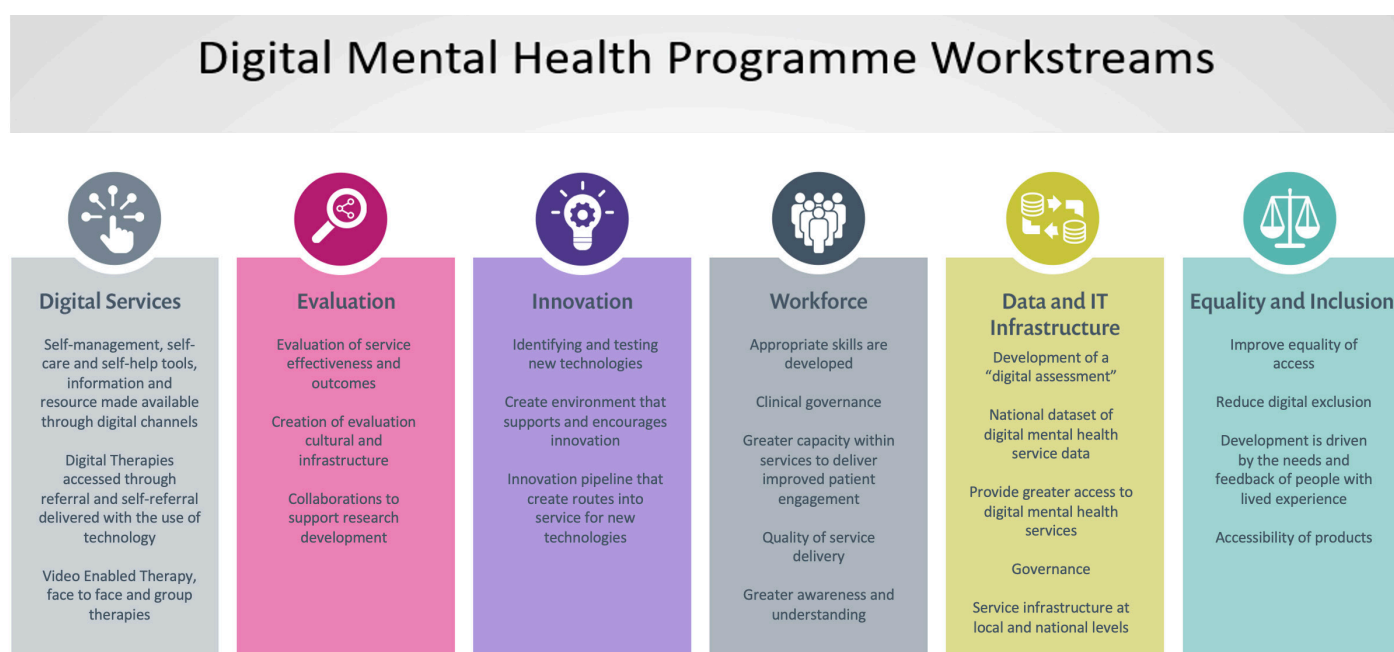 Digital Mental Health Programme Workstreams
Digital Services
Self-management, self-
care and self-help tools,
information and
resource made available
through digital channels
Digital Therapies
accessed through
referral and self-referral
delivered with the use of
technology
Video Enabled Therapy,
face to face and group
therapies
Evaluation
Evaluation of service
effectiveness and
outcomes
Creation of evaluation
cultural and
infrastructure
Collaborations to
support research
development
Innovation
Identifying and testing
new technologies
Create environment that
supports and encourages
innovation
Innovation pipeline that
create routes into
service for new
technologies
Workforce
Appropriate skills are
developed
Clinical governance
Greater capacity within
services to deliver
improved patient
engagement
Quality of service
delivery
Greater awareness and
understanding
Data and IT
Infrastructure
Development of a
“digital assessment”
National dataset of
digital mental health
service data
Provide greater access to
digital mental health
services
Governance
Service infrastructure at
local and national levels
Equality and Inclusion
Improve equality of
access
Reduce digital exclusion
Development is driven
by the needs and
feedback of people with
lived experience
Accessibility of products